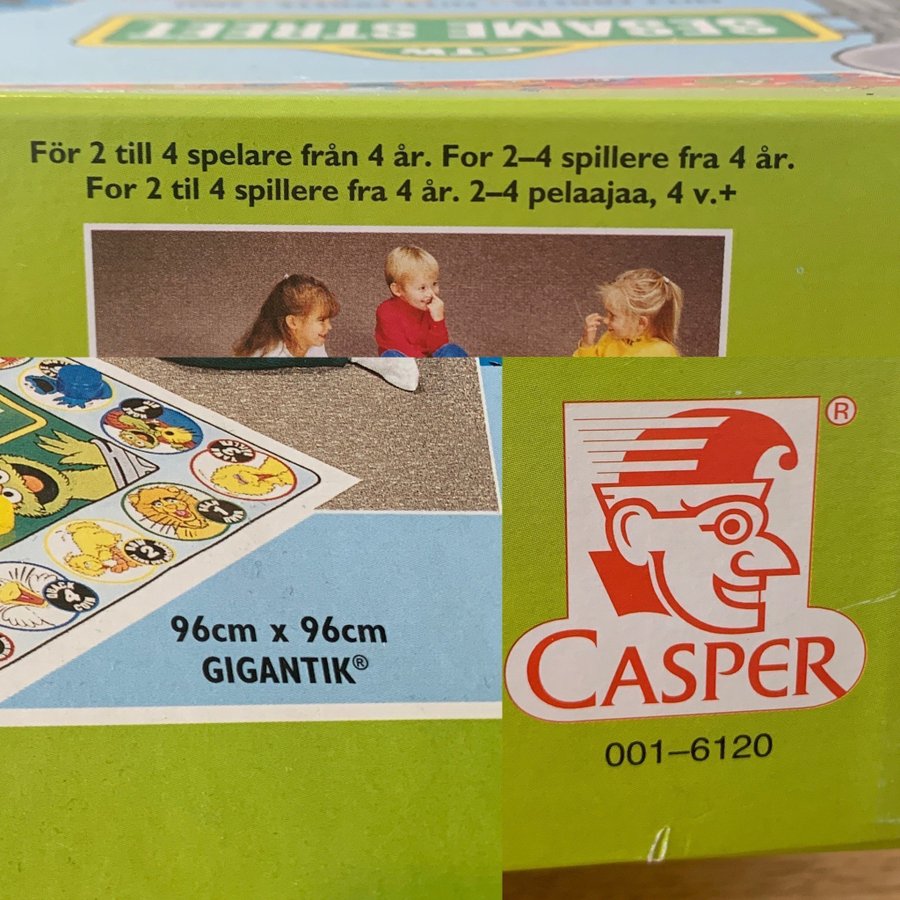 SESAME STREET
CTW
För 2 till 4 spelare från 4 år. For 2–4 spillere fra 4 år.
For 2 til 4 spillere fra 4 år. 2–4 pelaajaa, 4 v.+
96cm x 96cm
GIGANTIK®
®
CASPER
001–6120